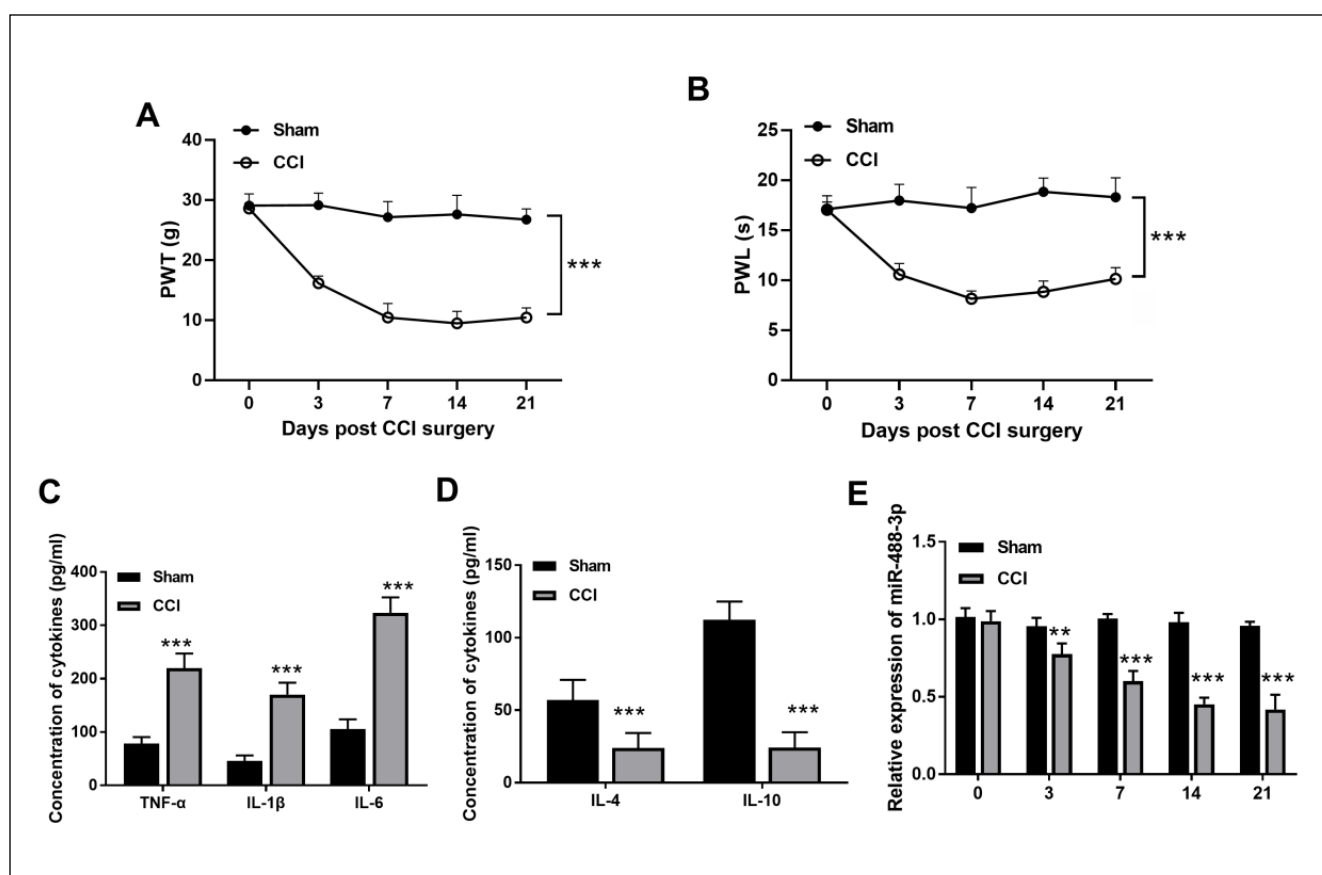 A
Sham
CCI
PWT (g)
40
30
20
10
0
***
0 3 7 14 21
Days post CCI surgery
B
Sham
CCI
PWL (s)
25
20
15
10
5
0
***
0 3 7 14 21
Days post CCI surgery
C
Concentration of cytokines (pg/ml)
400
300
200
100
0
Sham
CCI
***
***
***
TNF-α IL-1β IL-6
D
Concentration of cytokines (pg/ml)
150
100
50
0
Sham
CCI
***
***
IL-4 IL-10
E
Relative expression of miR-488-3p
1.5
1.0
0.5
0.0
Sham
CCI
**
***
***
***
0 3 7 14 21